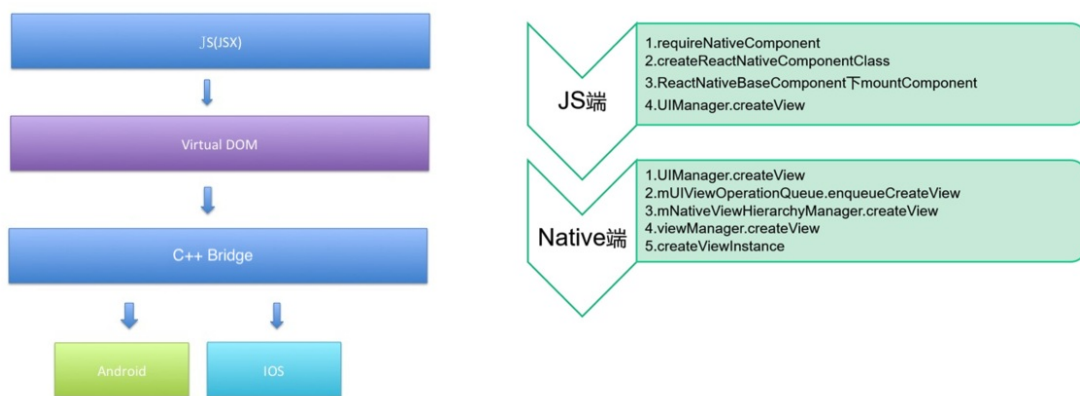 JS(JSX)
Virtual DOM
C++ Bridge
Android
IOS
JS端
1.requireNativeComponent
2.createReactNativeComponentClass
3.ReactNativeBaseComponent下mountComponent
4.UIManager.createView
Native端
1.UIManager.createView
2.mUIViewOperationQueue.enqueueCreateView
3.mNativeViewHierarchyManager.createView
4.viewManager.createView
5.createViewInstance